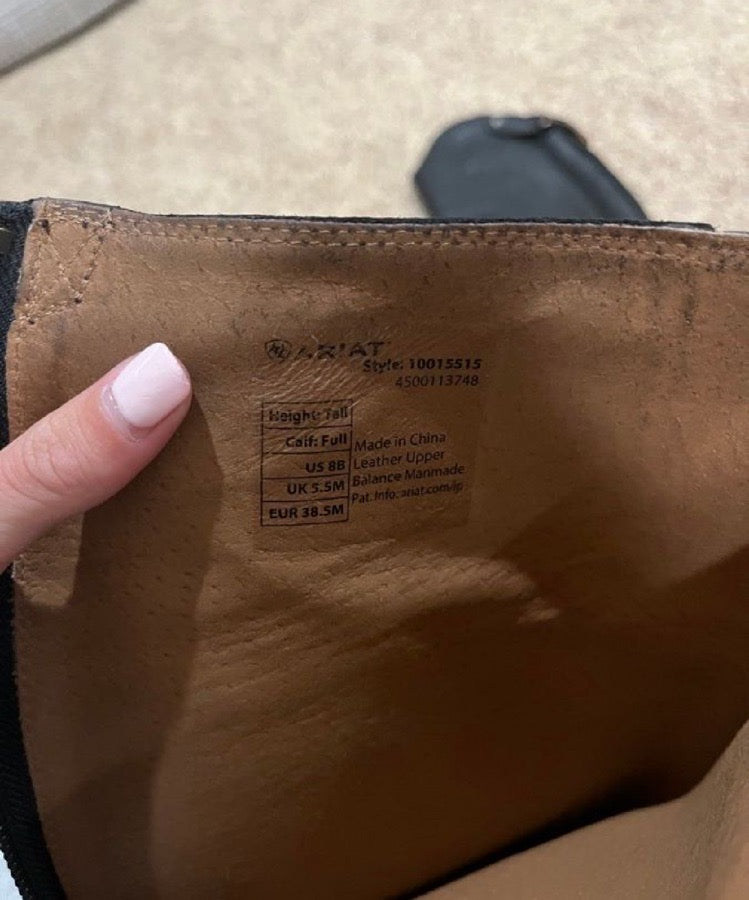 ARIAT
Style: 10015515
4500113748
Height: Tall
Calf: Full
US 8B
UK 5.5M
EUR 38.5M
Made in China
Leather Upper
Balance Manmade
Pat. Info: ariat.com/ip